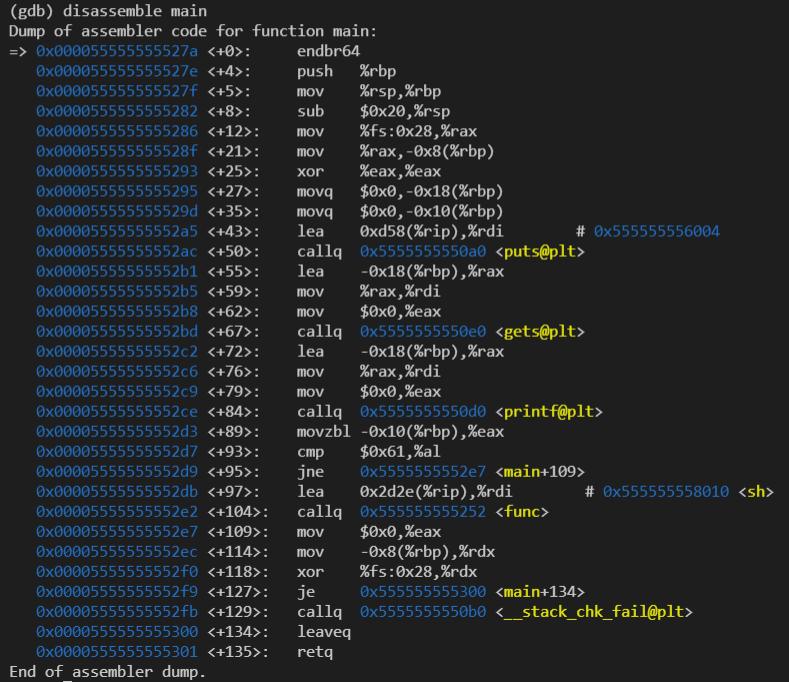 (gdb) disassemble main
Dump of assembler code for function main:
=> 0x000055555555527a <+0>:     endbr64
   0x000055555555527e <+4>:     push   %rbp
   0x000055555555527f <+5>:     mov    %rsp,%rbp
   0x0000555555555282 <+8>:     sub    $0x20,%rsp
   0x0000555555555286 <+12>:    mov    %fs:0x28,%rax
   0x000055555555528f <+21>:    mov    %rax,-0x8(%rbp)
   0x0000555555555293 <+25>:    xor    %eax,%eax
   0x0000555555555295 <+27>:    movq   $0x0,-0x18(%rbp)
   0x000055555555529d <+35>:    movq   $0x0,-0x10(%rbp)
   0x00005555555552a5 <+43>:    lea    0xd58(%rip),%rdi        # 0x555555556004
   0x00005555555552ac <+50>:    callq  0x5555555550a0 <puts@plt>
   0x00005555555552b1 <+55>:    lea    -0x18(%rbp),%rax
   0x00005555555552b5 <+59>:    mov    %rax,%rdi
   0x00005555555552b8 <+62>:    mov    $0x0,%eax
   0x00005555555552bd <+67>:    callq  0x5555555550e0 <gets@plt>
   0x00005555555552c2 <+72>:    lea    -0x18(%rbp),%rax
   0x00005555555552c6 <+76>:    mov    %rax,%rdi
   0x00005555555552c9 <+79>:    mov    $0x0,%eax
   0x00005555555552ce <+84>:    callq  0x5555555550d0 <printf@plt>
   0x00005555555552d3 <+89>:    movzbl -0x10(%rbp),%eax
   0x00005555555552d7 <+93>:    cmp    $0x61,%al
   0x00005555555552d9 <+95>:    jne    0x5555555552e7 <main+109>
   0x00005555555552db <+97>:    lea    0x2d2e(%rip),%rdi        # 0x555555558010 <sh>
   0x00005555555552e2 <+104>:   callq  0x555555555252 <func>
   0x00005555555552e7 <+109>:   mov    $0x0,%eax
   0x00005555555552ec <+114>:   mov    -0x8(%rbp),%rdx
   0x00005555555552f0 <+118>:   xor    %fs:0x28,%rdx
   0x00005555555552f9 <+127>:   je     0x555555555300 <main+134>
   0x00005555555552fb <+129>:   callq  0x5555555550b0 <__stack_chk_fail@plt>
   0x0000555555555300 <+134>:   leaveq
   0x0000555555555301 <+135>:   retq
End of assembler dump.